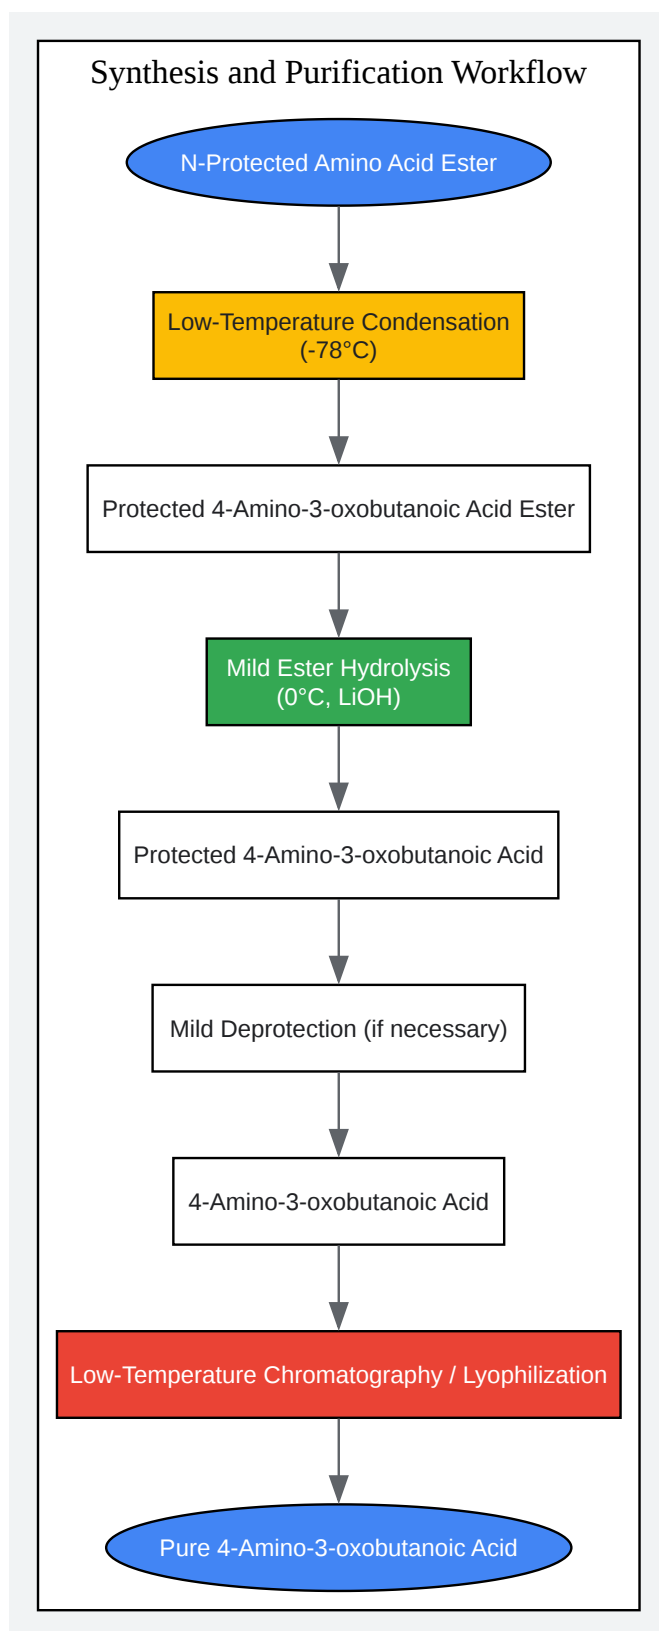 Synthesis and Purification Workflow
N-Protected Amino Acid Ester
Low-Temperature Condensation
(-78°C)
Protected 4-Amino-3-oxobutanoic Acid Ester
Mild Ester Hydrolysis
(0°C, LiOH)
Protected 4-Amino-3-oxobutanoic Acid
Mild Deprotection (if necessary)
4-Amino-3-oxobutanoic Acid
Low-Temperature Chromatography / Lyophilization
Pure 4-Amino-3-oxobutanoic Acid